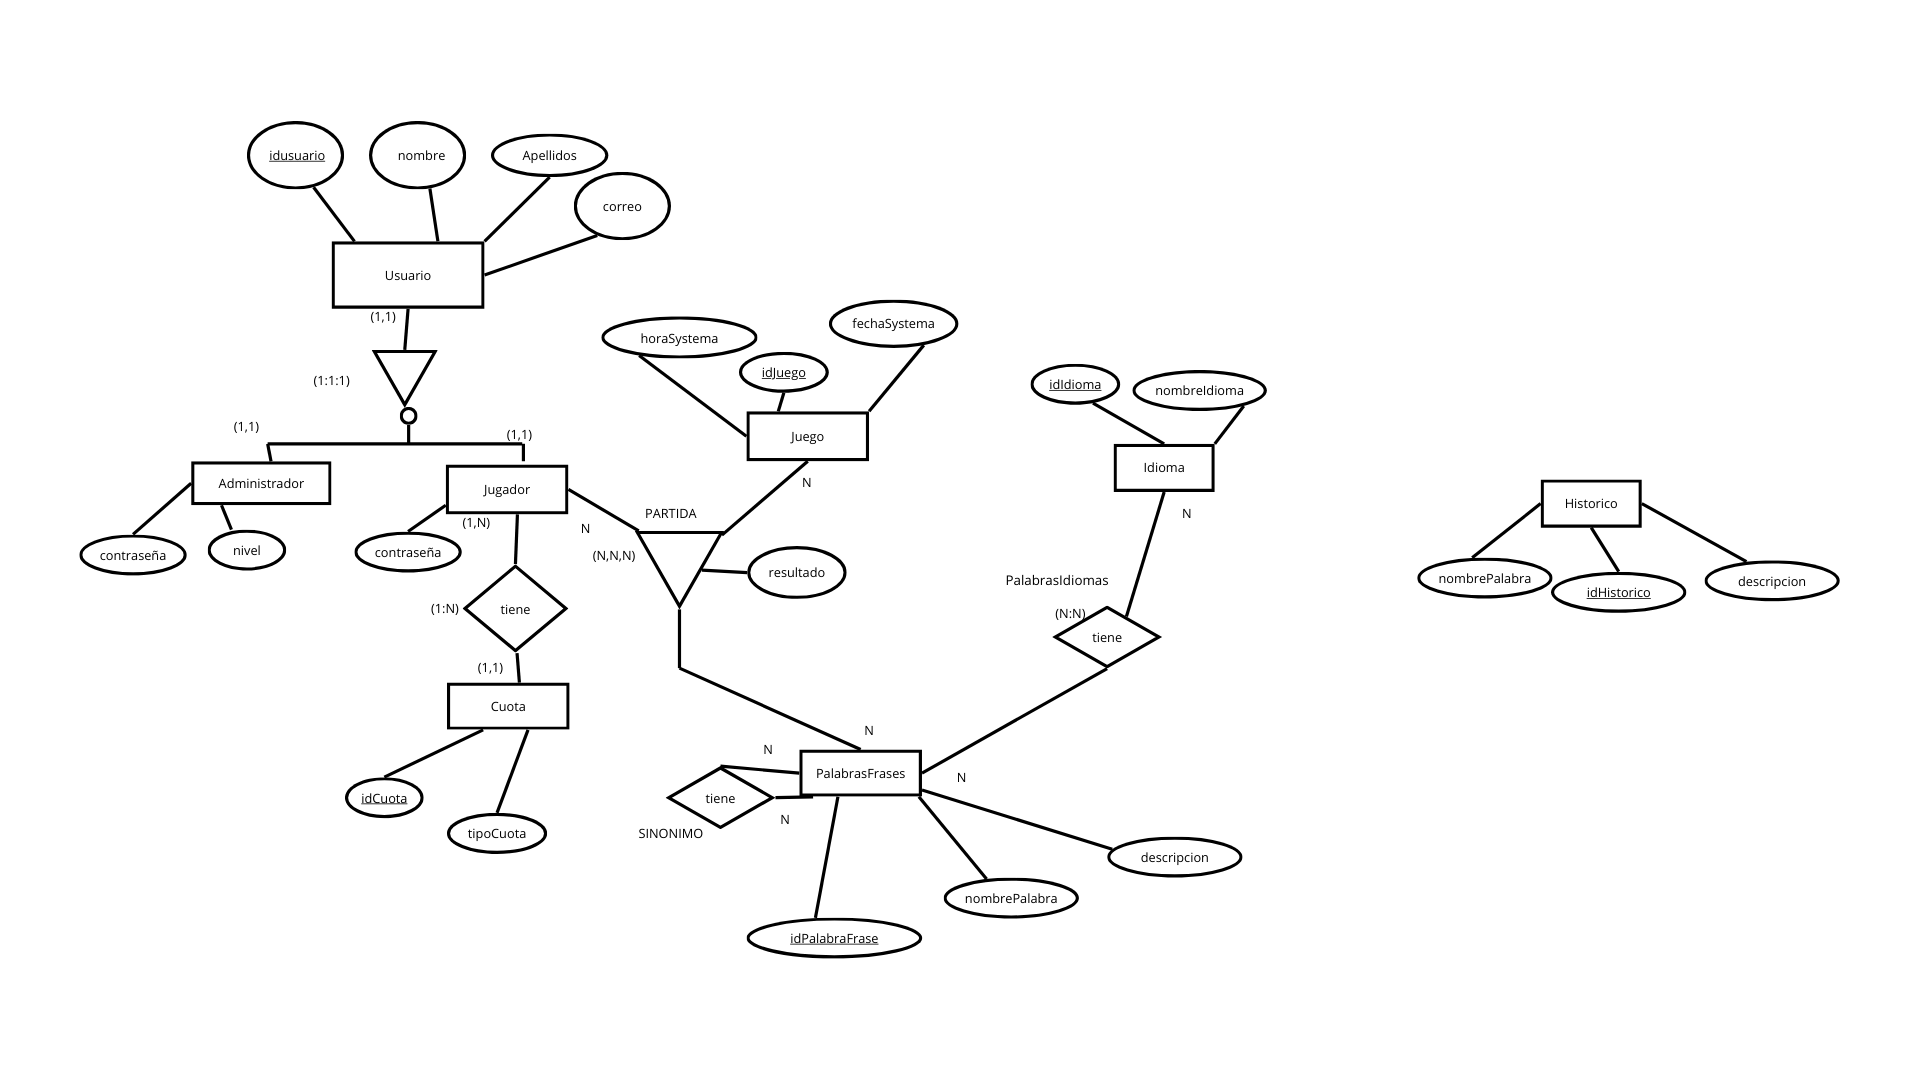 idusuario
nombre
Apellidos
correo
Usuario
(1,1)
(1:1:1)
(1,1)
(1,1)
Administrador
Jugador
contraseña
nivel
contraseña
(1,N)
(1:N)
tiene
(1,1)
Cuota
idCuota
tipoCuota
horaSystema
fechaSystema
idJuego
Juego
N
PARTIDA
N
(N,N,N)
resultado
idIdioma
nombreIdioma
Idioma
N
PalabrasIdiomas
(N:N)
tiene
N
N
PalabrasFrases
N
tiene
N
SINONIMO
descripcion
nombrePalabra
idPalabraFrase
Historico
nombrePalabra
idHistorico
descripcion